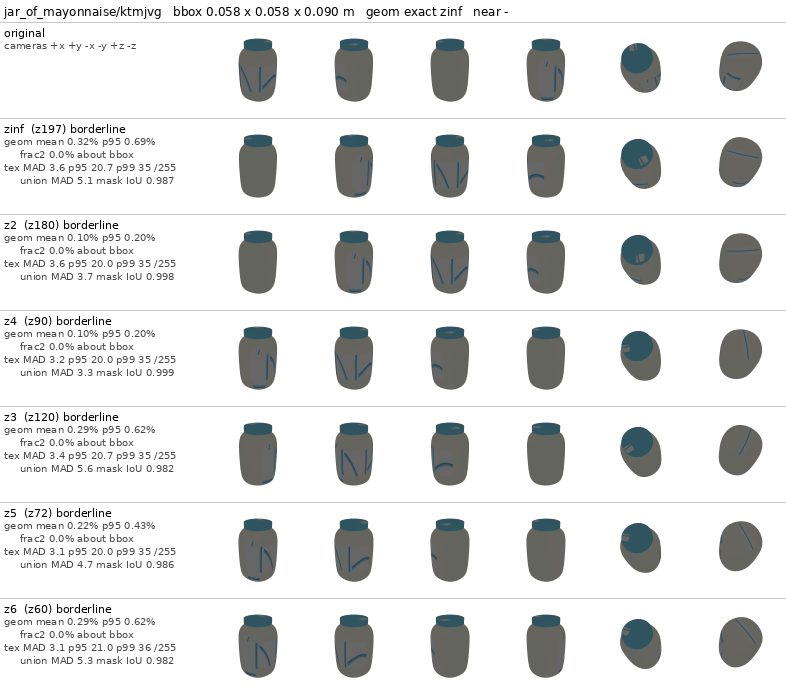 jar_of_mayonnaise/ktmjvg bbox 0.058 x 0.058 x 0.090 m geom exact zinf near -
original
cameras +x +y -x -y +z -z
zinf (z197) borderline
geom mean 0.32% p95 0.69%
frac2 0.0% about bbox
tex MAD 3.6 p95 20.7 p99 35 /255
union MAD 5.1 mask IoU 0.987
z2 (z180) borderline
geom mean 0.10% p95 0.20%
frac2 0.0% about bbox
tex MAD 3.6 p95 20.0 p99 35 /255
union MAD 3.7 mask IoU 0.998
z4 (z90) borderline
geom mean 0.10% p95 0.20%
frac2 0.0% about bbox
tex MAD 3.2 p95 20.0 p99 35 /255
union MAD 3.3 mask IoU 0.999
z3 (z120) borderline
geom mean 0.29% p95 0.62%
frac2 0.0% about bbox
tex MAD 3.4 p95 20.7 p99 35 /255
union MAD 5.6 mask IoU 0.982
z5 (z72) borderline
geom mean 0.22% p95 0.43%
frac2 0.0% about bbox
tex MAD 3.1 p95 20.0 p99 35 /255
union MAD 4.7 mask IoU 0.986
z6 (z60) borderline
geom mean 0.29% p95 0.62%
frac2 0.0% about bbox
tex MAD 3.1 p95 21.0 p99 36 /255
union MAD 5.3 mask IoU 0.982